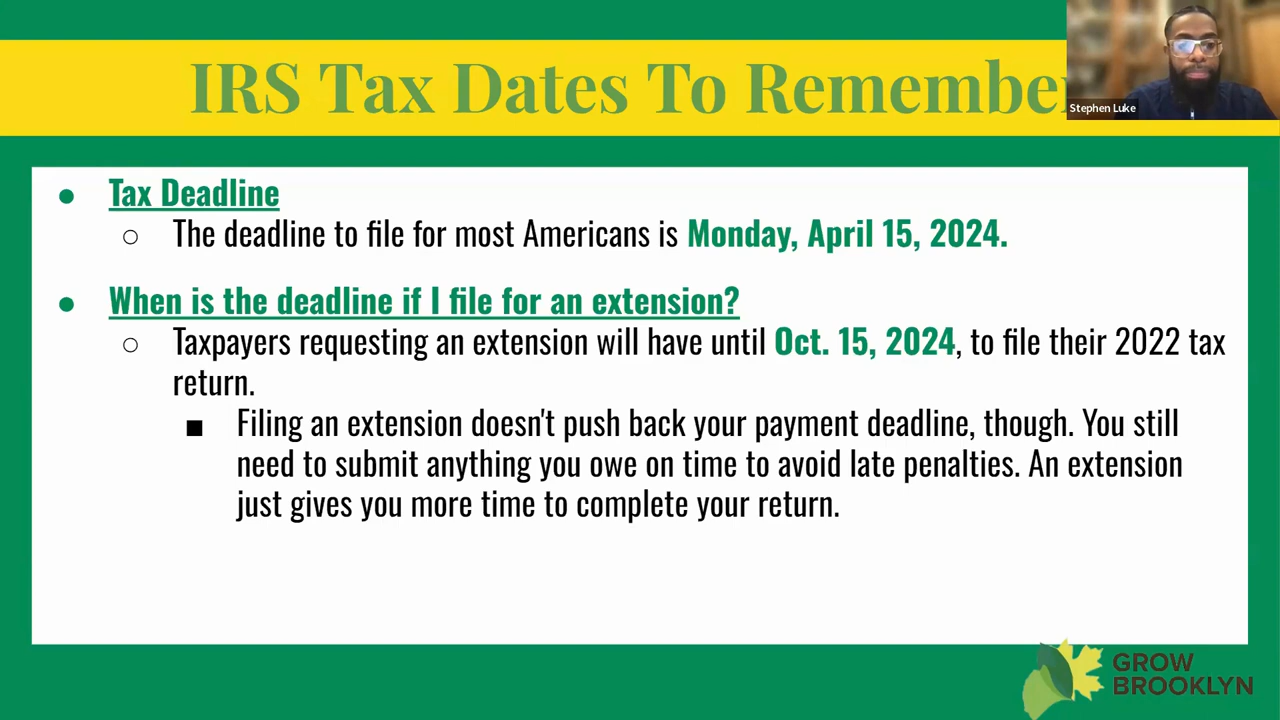 IRS Tax Dates To Remember
Stephen Luke
● Tax Deadline
○ The deadline to file for most Americans is Monday, April 15, 2024.
● When is the deadline if I file for an extension?
○ Taxpayers requesting an extension will have until Oct. 15, 2024, to file their 2022 tax
return.
■ Filing an extension doesn't push back your payment deadline, though. You still
need to submit anything you owe on time to avoid late penalties. An extension
just gives you more time to complete your return.
GROW
BROOKLYN